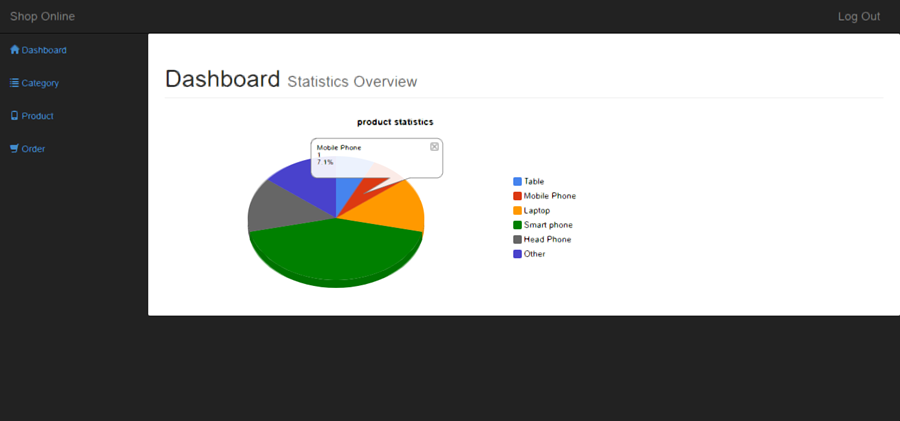 Shop Online
Log Out
Dashboard
Category
Product
Order
Dashboard Statistics Overview
product statistics
Mobile Phone
1
7.1%
Table
Mobile Phone
Laptop
Smart phone
Head Phone
Other